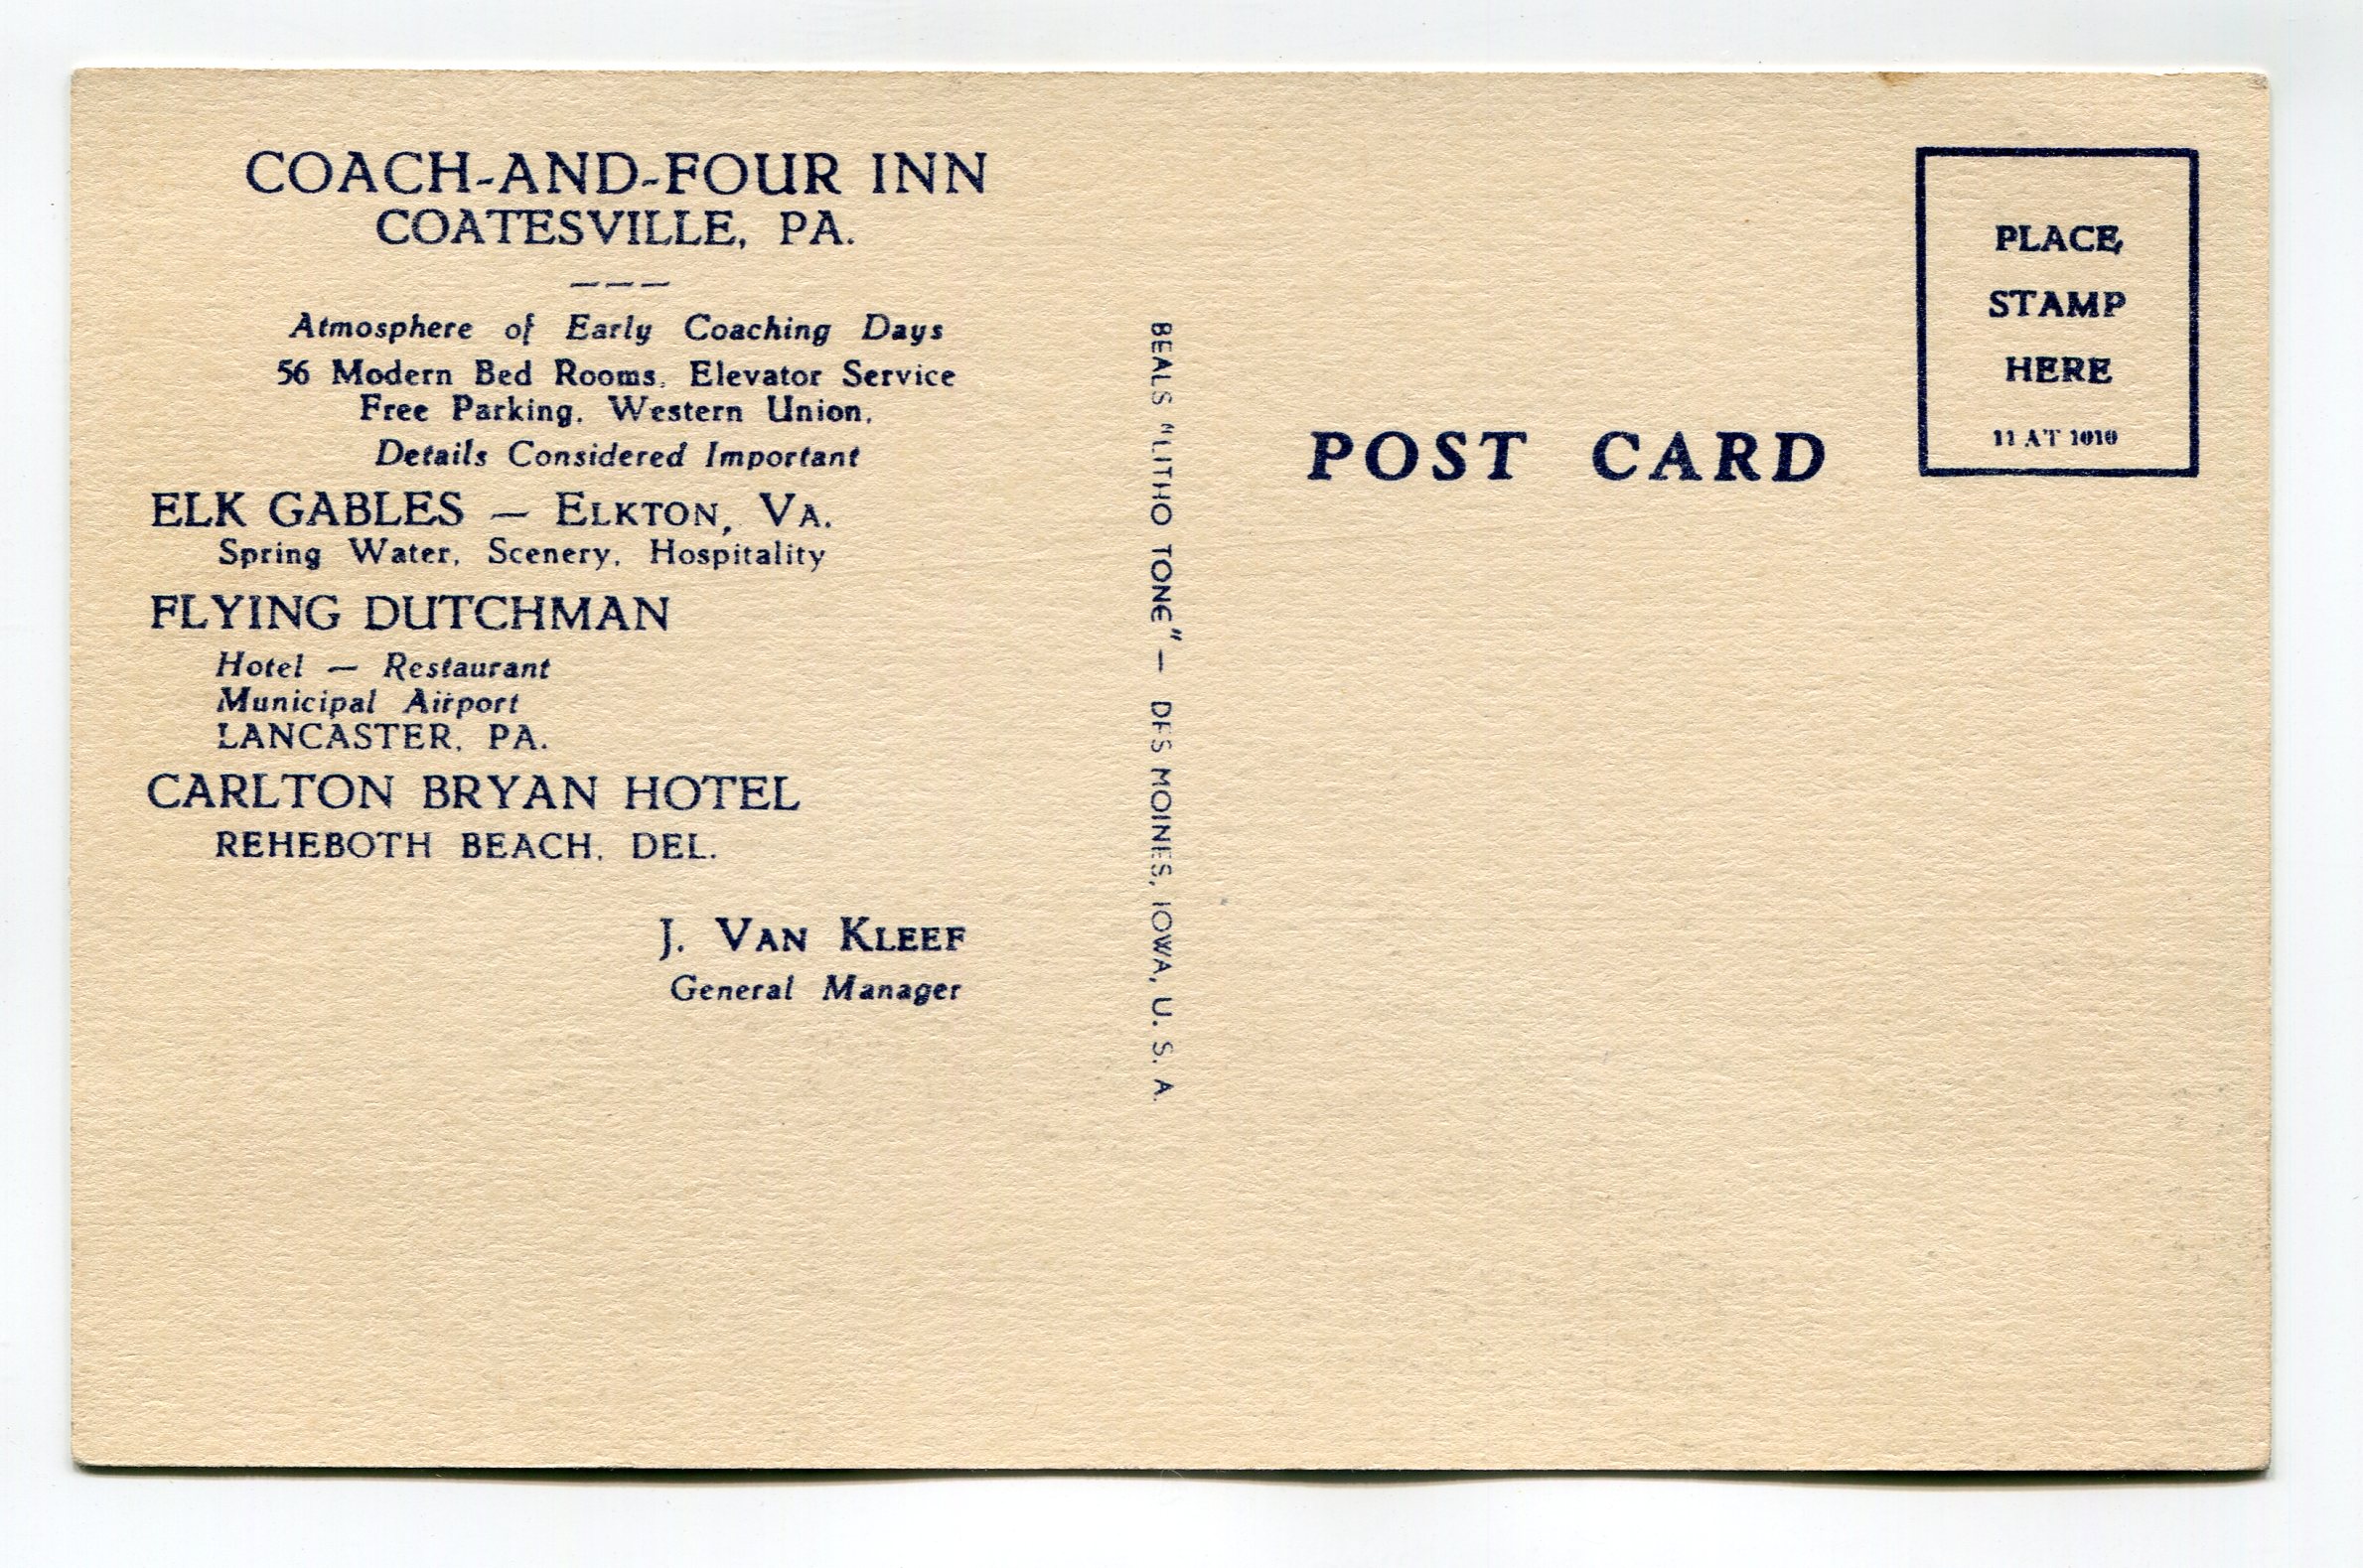 COACH-AND-FOUR INN
COATESVILLE, PA.
Atmosphere of Early Coaching Days
56 Modern Bed Rooms, Elevator Service
Free Parking, Western Union,
Details Considered Important
ELK GABLES — ELKTON, VA.
Spring Water, Scenery, Hospitality
FLYING DUTCHMAN
Hotel — Restaurant
Municipal Airport
LANCASTER, PA.
CARLTON BRYAN HOTEL
REHEBOTH BEACH, DEL.
J. VAN KLEEF
General Manager
BEALS "LITHO TONE" — DES MOINES, IOWA, U. S. A.
POST CARD
PLACE
STAMP
HERE
11 AT 1010